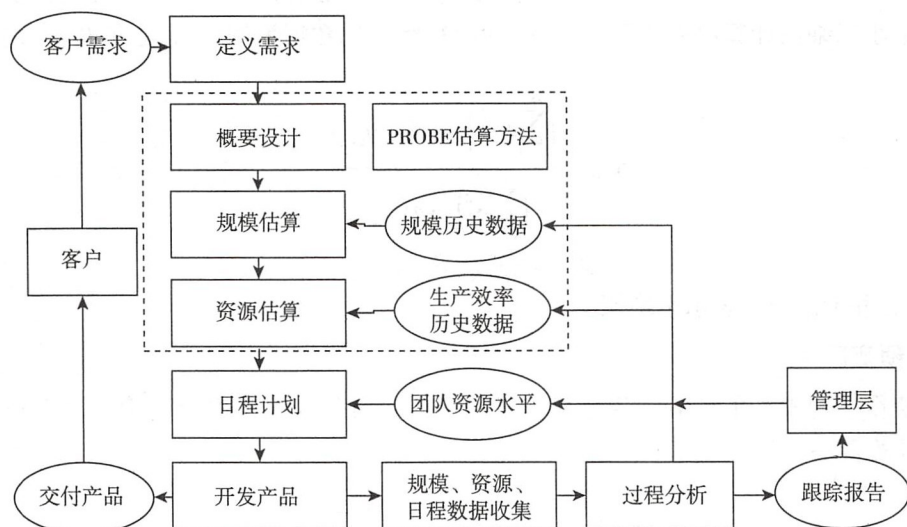 客户需求
定义需求
概要设计
PROBE估算方法
规模估算
规模历史数据
客户
资源估算
生产效率
历史数据
日程计划
团队资源水平
管理层
交付产品
开发产品
规模、资源、
日程数据收集
过程分析
跟踪报告